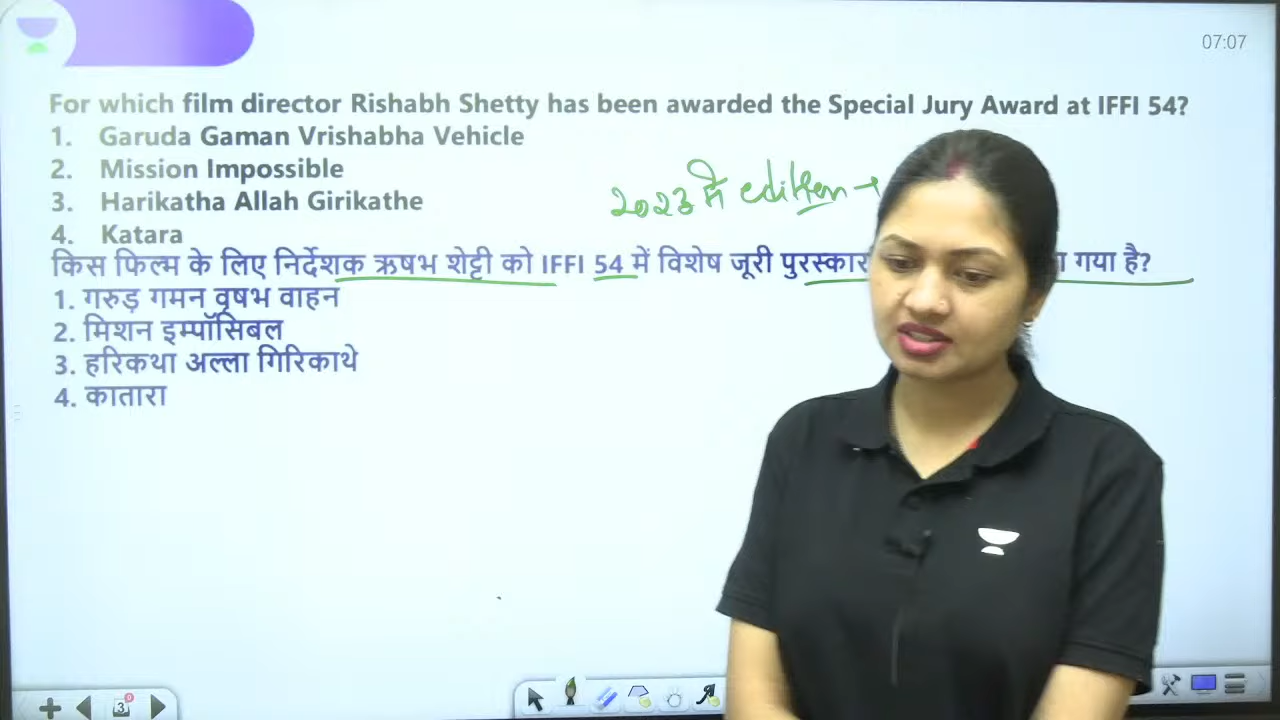 07:07
For which film director Rishabh Shetty has been awarded the Special Jury Award at IFFI 54?
1. Garuda Gaman Vrishabha Vehicle
2. Mission Impossible
3. Harikatha Allah Girikathe
4. Katara
2023 में edition →
किस फिल्म के लिए निर्देशक ऋषभ शेट्टी को IFFI 54 में विशेष जूरी पुरस्कार गया है?
1. गरुड़ गमन वृषभ वाहन
2. मिशन इम्पॉसिबल
3. हरिकथा अल्ला गिरिकाथे
4. कातारा
3